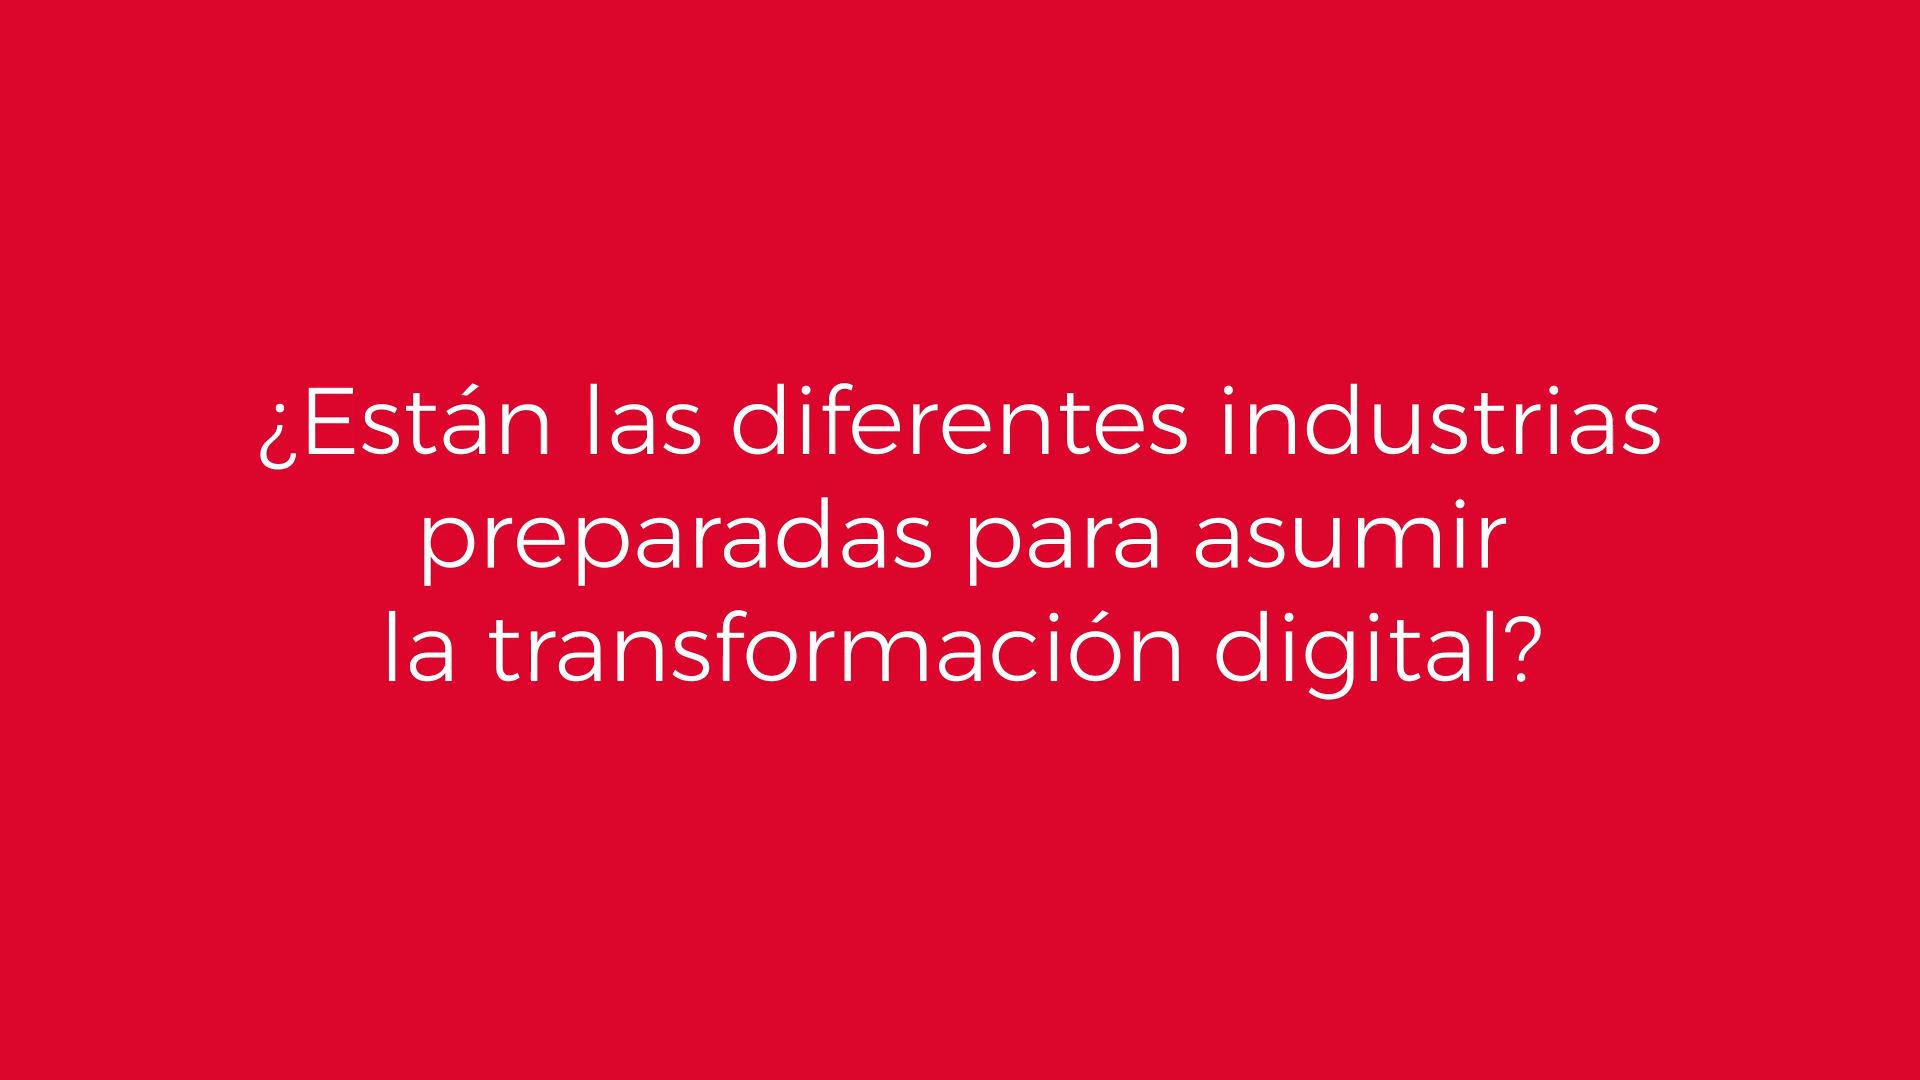 ¿Están las diferentes industrias
preparadas para asumir
la transformación digital?